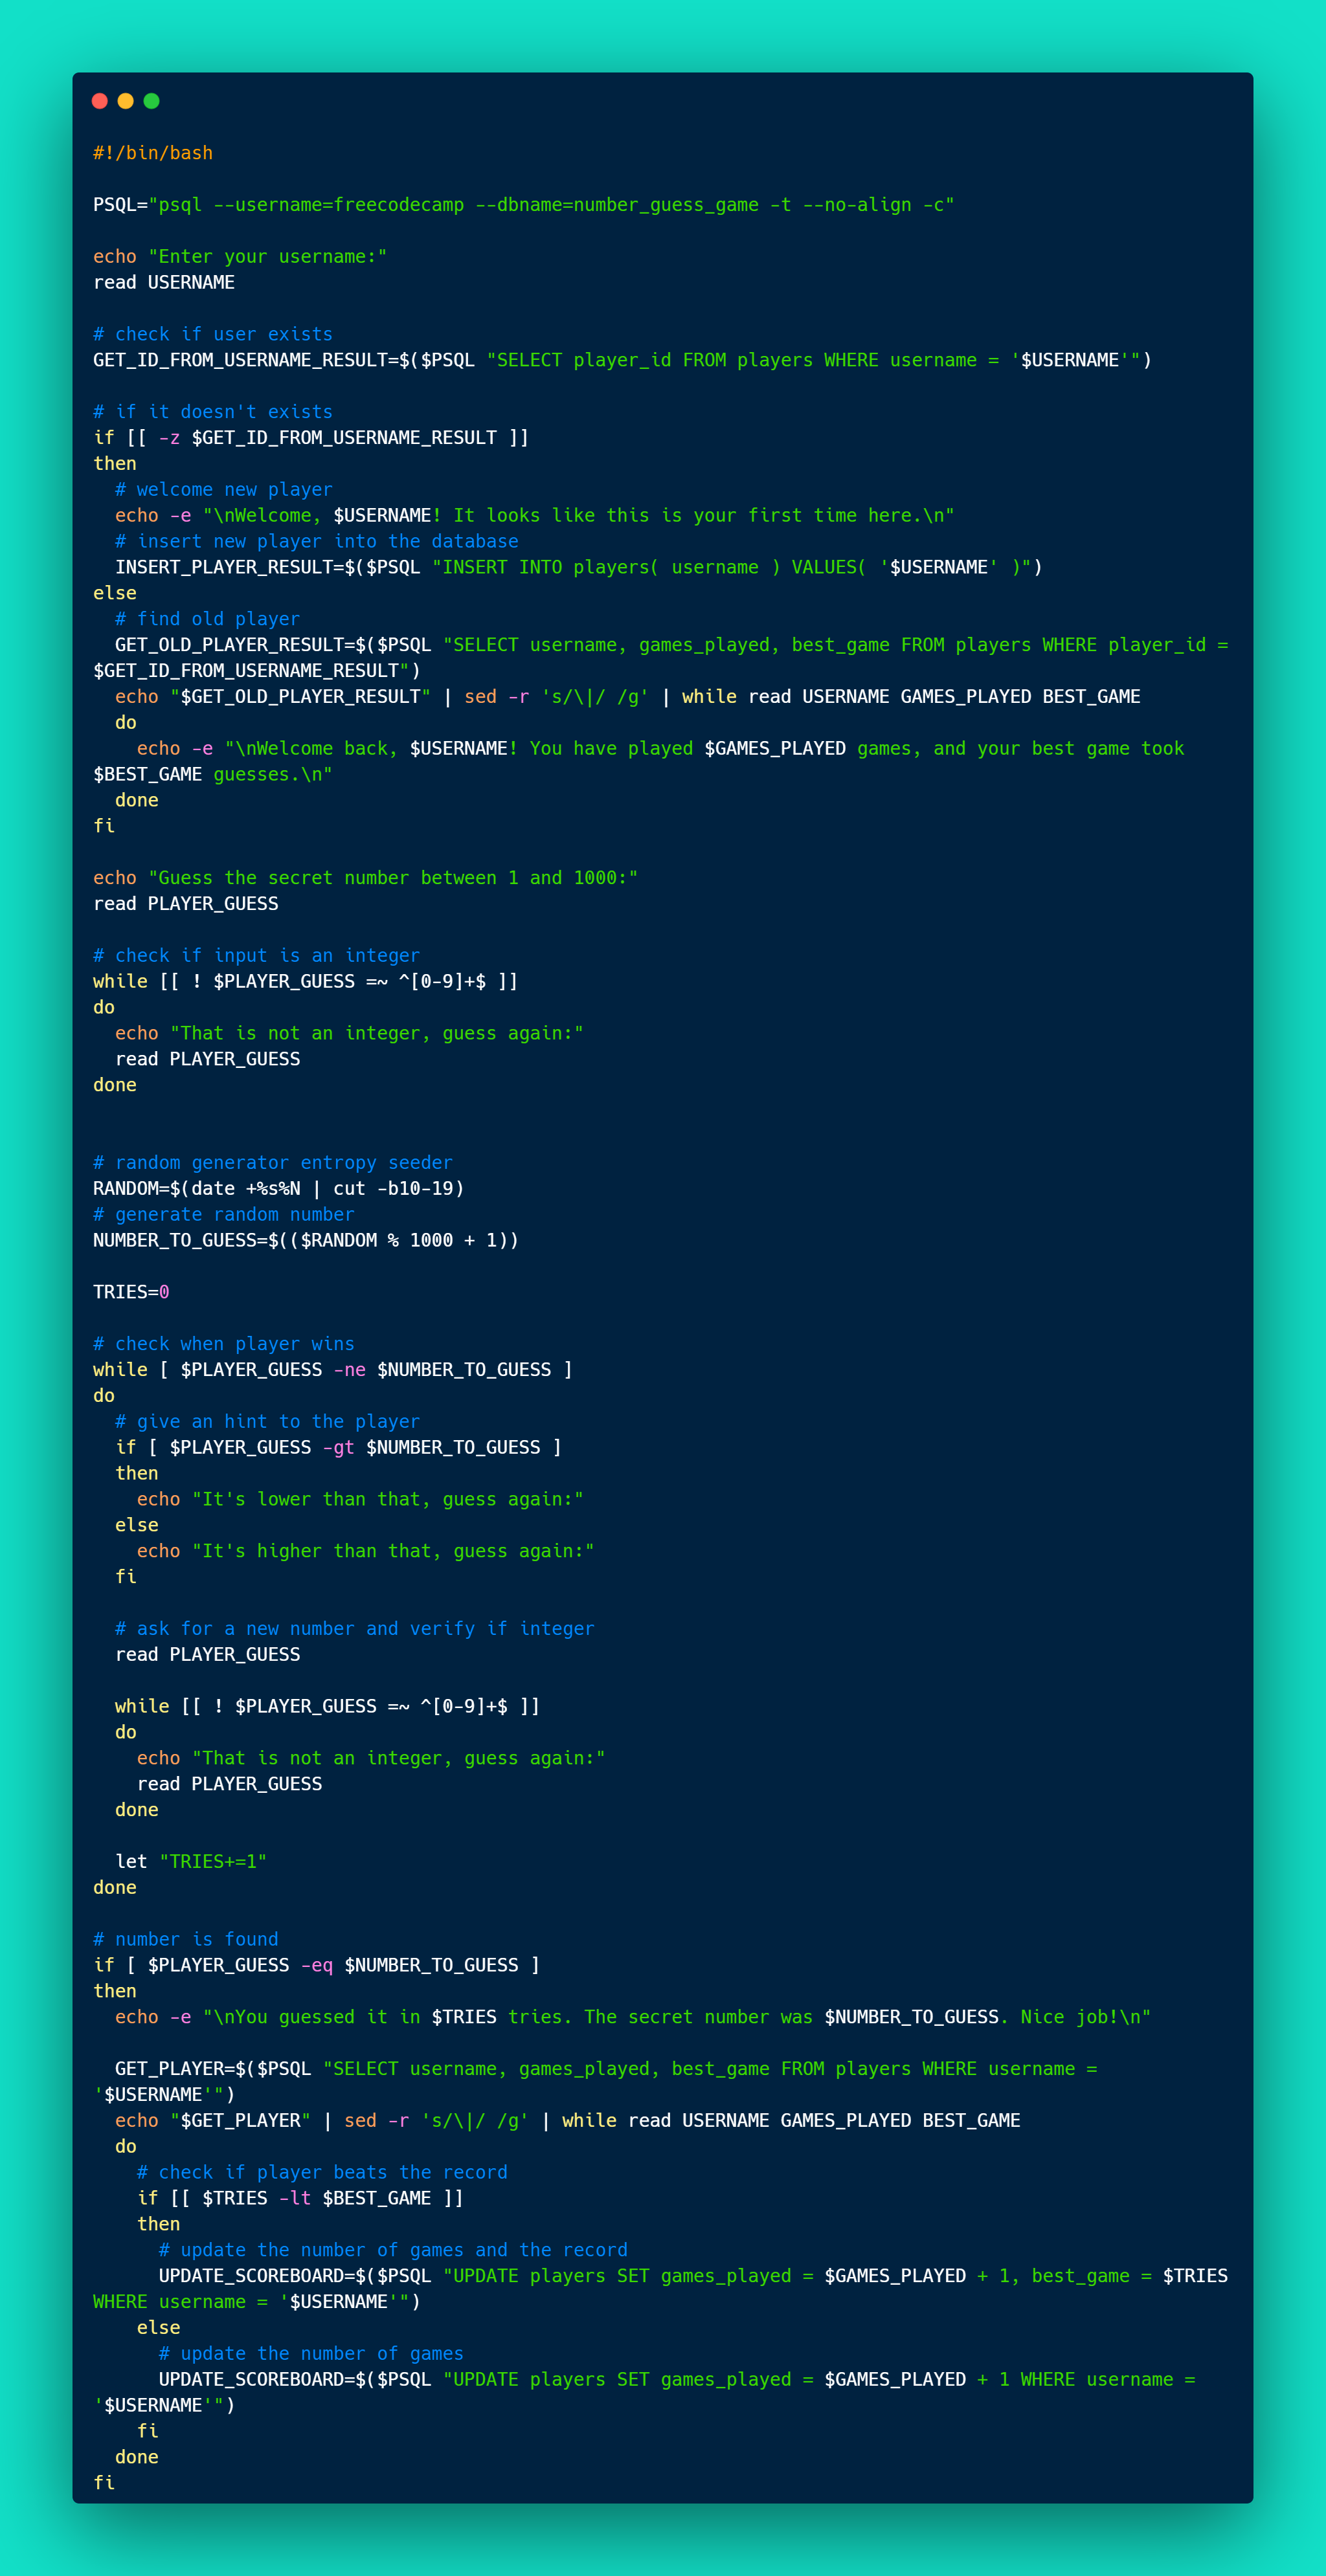 #!/bin/bash

PSQL="psql --username=freecodecamp --dbname=number_guess_game -t --no-align -c"

echo "Enter your username:"
read USERNAME

# check if user exists
GET_ID_FROM_USERNAME_RESULT=$($PSQL "SELECT player_id FROM players WHERE username = '$USERNAME'")

# if it doesn't exists
if [[ -z $GET_ID_FROM_USERNAME_RESULT ]]
then
  # welcome new player
  echo -e "\nWelcome, $USERNAME! It looks like this is your first time here.\n"
  # insert new player into the database
  INSERT_PLAYER_RESULT=$($PSQL "INSERT INTO players( username ) VALUES( '$USERNAME' )")
else
  # find old player
  GET_OLD_PLAYER_RESULT=$($PSQL "SELECT username, games_played, best_game FROM players WHERE player_id =
$GET_ID_FROM_USERNAME_RESULT")
  echo "$GET_OLD_PLAYER_RESULT" | sed -r 's/\|/ /g' | while read USERNAME GAMES_PLAYED BEST_GAME
  do
    echo -e "\nWelcome back, $USERNAME! You have played $GAMES_PLAYED games, and your best game took
$BEST_GAME guesses.\n"
  done
fi

echo "Guess the secret number between 1 and 1000:"
read PLAYER_GUESS

# check if input is an integer
while [[ ! $PLAYER_GUESS =~ ^[0-9]+$ ]]
do
  echo "That is not an integer, guess again:"
  read PLAYER_GUESS
done


# random generator entropy seeder
RANDOM=$(date +%s%N | cut -b10-19)
# generate random number
NUMBER_TO_GUESS=$(($RANDOM % 1000 + 1))

TRIES=0

# check when player wins
while [ $PLAYER_GUESS -ne $NUMBER_TO_GUESS ]
do
  # give an hint to the player
  if [ $PLAYER_GUESS -gt $NUMBER_TO_GUESS ]
  then
    echo "It's lower than that, guess again:"
  else
    echo "It's higher than that, guess again:"
  fi

  # ask for a new number and verify if integer
  read PLAYER_GUESS

  while [[ ! $PLAYER_GUESS =~ ^[0-9]+$ ]]
  do
    echo "That is not an integer, guess again:"
    read PLAYER_GUESS
  done

  let "TRIES+=1"
done

# number is found
if [ $PLAYER_GUESS -eq $NUMBER_TO_GUESS ]
then
  echo -e "\nYou guessed it in $TRIES tries. The secret number was $NUMBER_TO_GUESS. Nice job!\n"

  GET_PLAYER=$($PSQL "SELECT username, games_played, best_game FROM players WHERE username =
'$USERNAME'")
  echo "$GET_PLAYER" | sed -r 's/\|/ /g' | while read USERNAME GAMES_PLAYED BEST_GAME
  do
    # check if player beats the record
    if [[ $TRIES -lt $BEST_GAME ]]
    then
      # update the number of games and the record
      UPDATE_SCOREBOARD=$($PSQL "UPDATE players SET games_played = $GAMES_PLAYED + 1, best_game = $TRIES
WHERE username = '$USERNAME'")
    else
      # update the number of games
      UPDATE_SCOREBOARD=$($PSQL "UPDATE players SET games_played = $GAMES_PLAYED + 1 WHERE username =
'$USERNAME'")
    fi
  done
fi